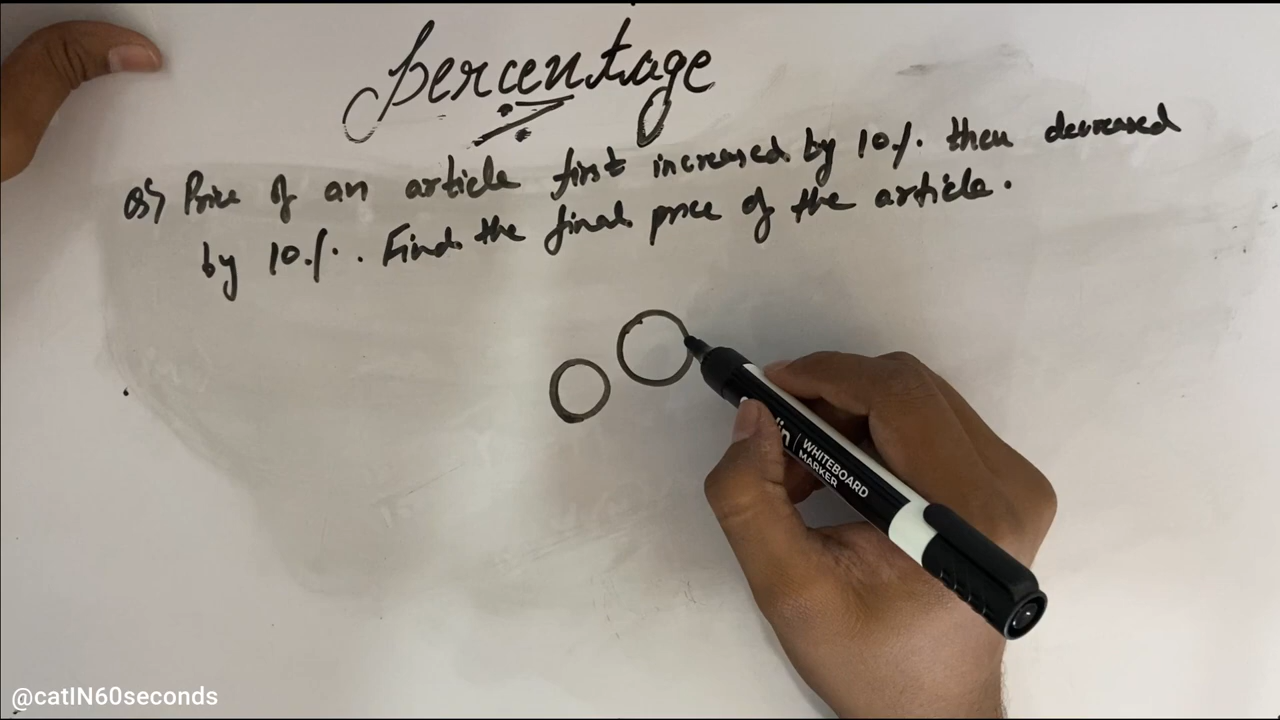 Percentage
Q5) Price of an article first increased by 10%. then decreased
by 10%. Find the final price of the article.
WHITEBOARD
MARKER
@catIN60seconds